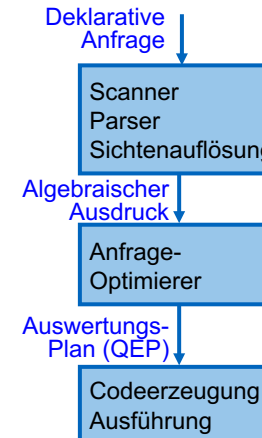 Deklarative
Anfrage
Scanner
Parser
Sichtenauflösung
Algebraischer
Ausdruck
Anfrage-
Optimierer
Auswertungs-
Plan (QEP)
Codeerzeugung
Ausführung